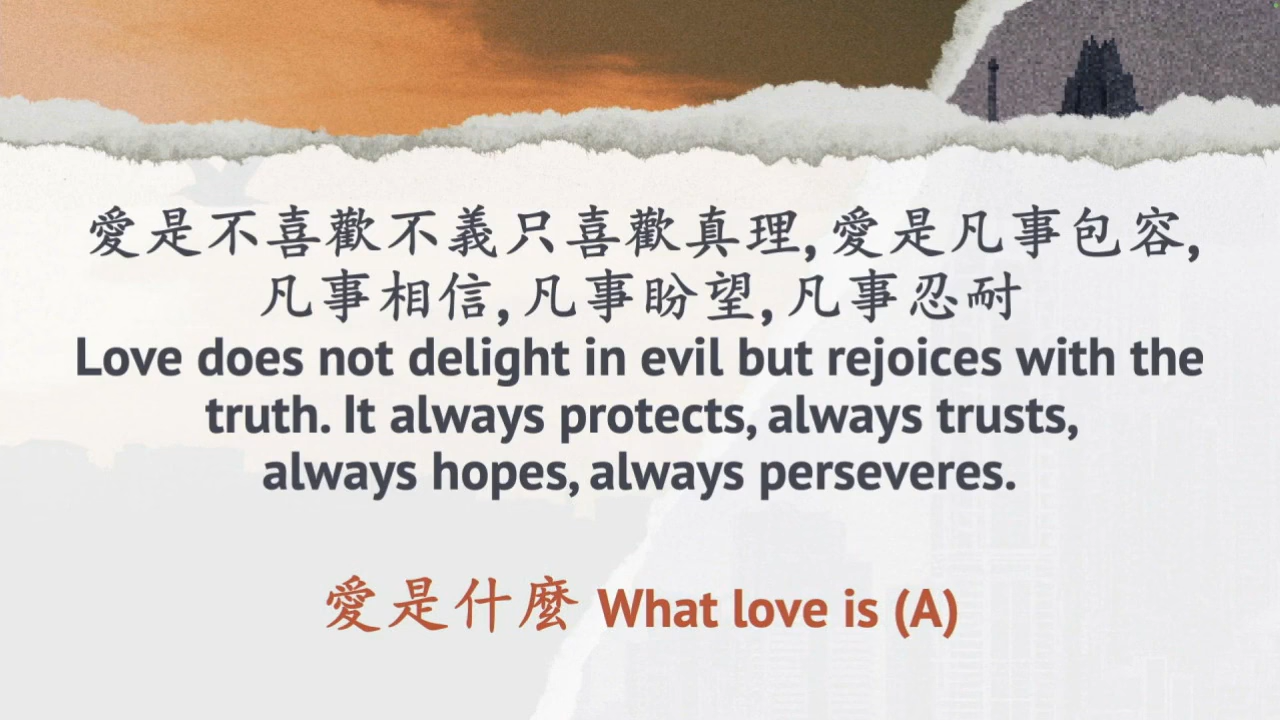 愛是不喜歡不義只喜歡真理,愛是凡事包容,
凡事相信,凡事盼望,凡事忍耐
Love does not delight in evil but rejoices with the
truth. It always protects, always trusts,
always hopes, always perseveres.
愛是什麼 What love is (A)